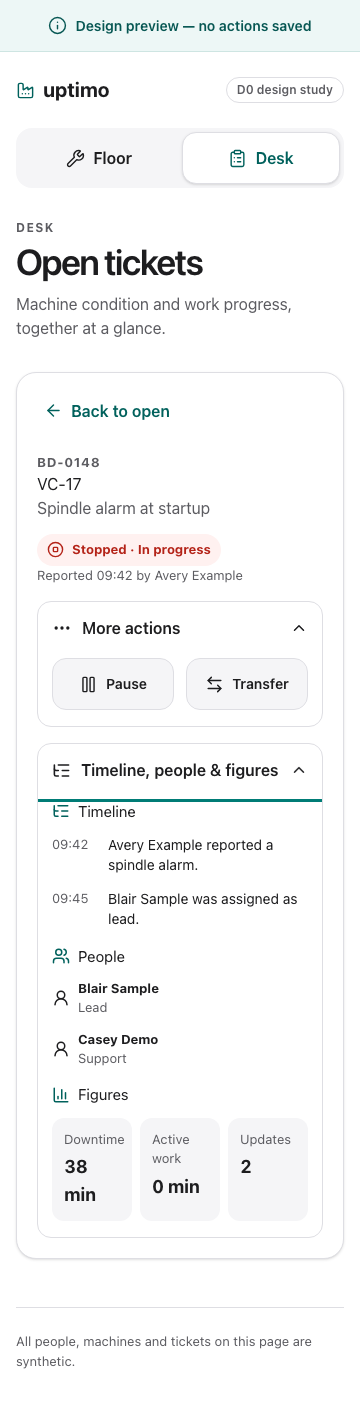 Design preview — no actions saved
uptimo
D0 design study
Floor
Desk
DESK
Open tickets
Machine condition and work progress,
together at a glance.
Back to open
BD-0148
VC-17
Spindle alarm at startup
Stopped · In progress
Reported 09:42 by Avery Example
More actions
Pause
Transfer
Timeline, people & figures
Timeline
09:42 Avery Example reported a
spindle alarm.
09:45 Blair Sample was assigned as
lead.
People
Blair Sample
Lead
Casey Demo
Support
Figures
Downtime
38
min
Active
work
0 min
Updates
2
All people, machines and tickets on this page are
synthetic.